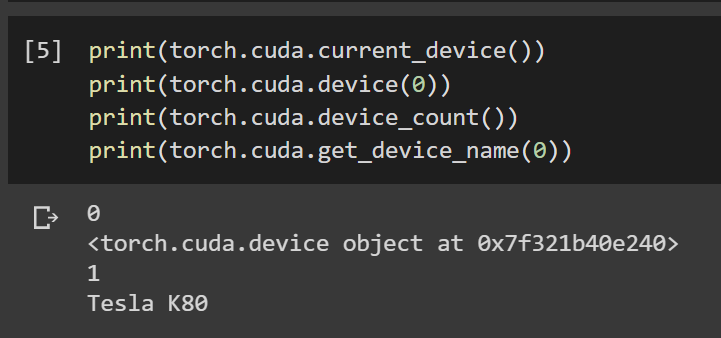 [5] print(torch.cuda.current_device())
print(torch.cuda.device(0))
print(torch.cuda.device_count())
print(torch.cuda.get_device_name(0))
0
<torch.cuda.device object at 0x7f321b40e240>
1
Tesla K80